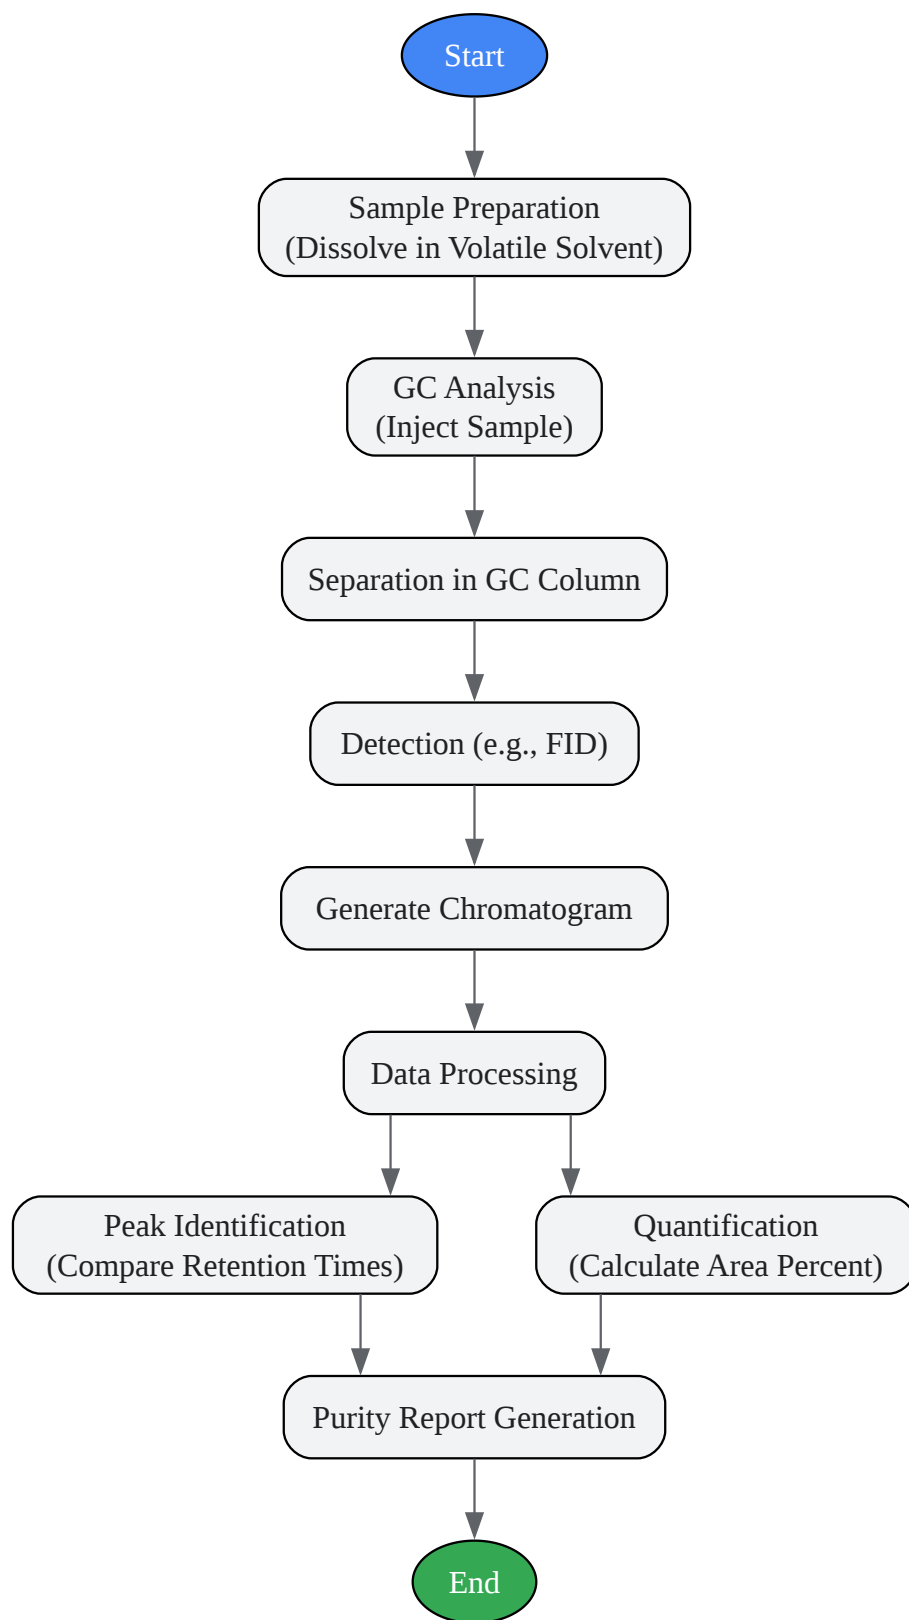 Start
Sample Preparation
(Dissolve in Volatile Solvent)
GC Analysis
(Inject Sample)
Separation in GC Column
Detection (e.g., FID)
Generate Chromatogram
Data Processing
Peak Identification
(Compare Retention Times)
Quantification
(Calculate Area Percent)
Purity Report Generation
End